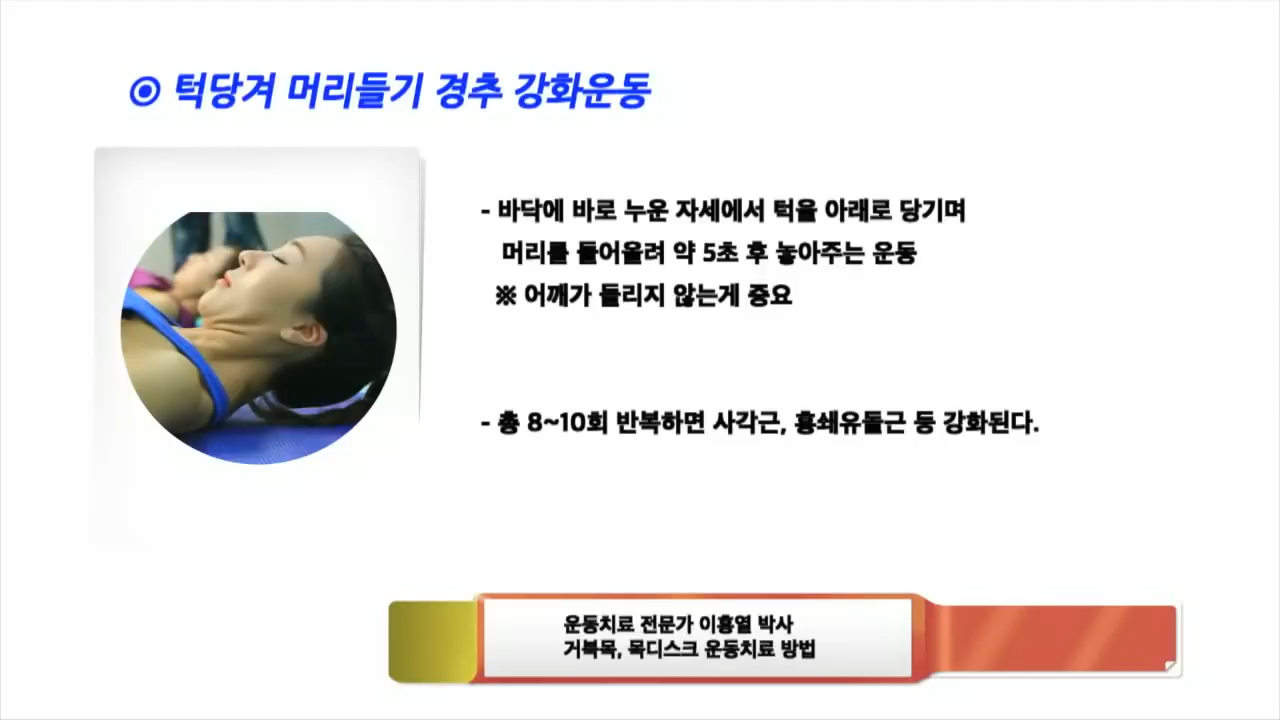 ◉ 턱당겨 머리들기 경추 강화운동
- 바닥에 바로 누운 자세에서 턱을 아래로 당기며
머리를 들어올려 약 5초 후 놓아주는 운동
※ 어깨가 들리지 않는게 중요
- 총 8~10회 반복하면 사각근, 흉쇄유돌근 등 강화된다.
운동치료 전문가 이흥열 박사
거북목, 목디스크 운동치료 방법